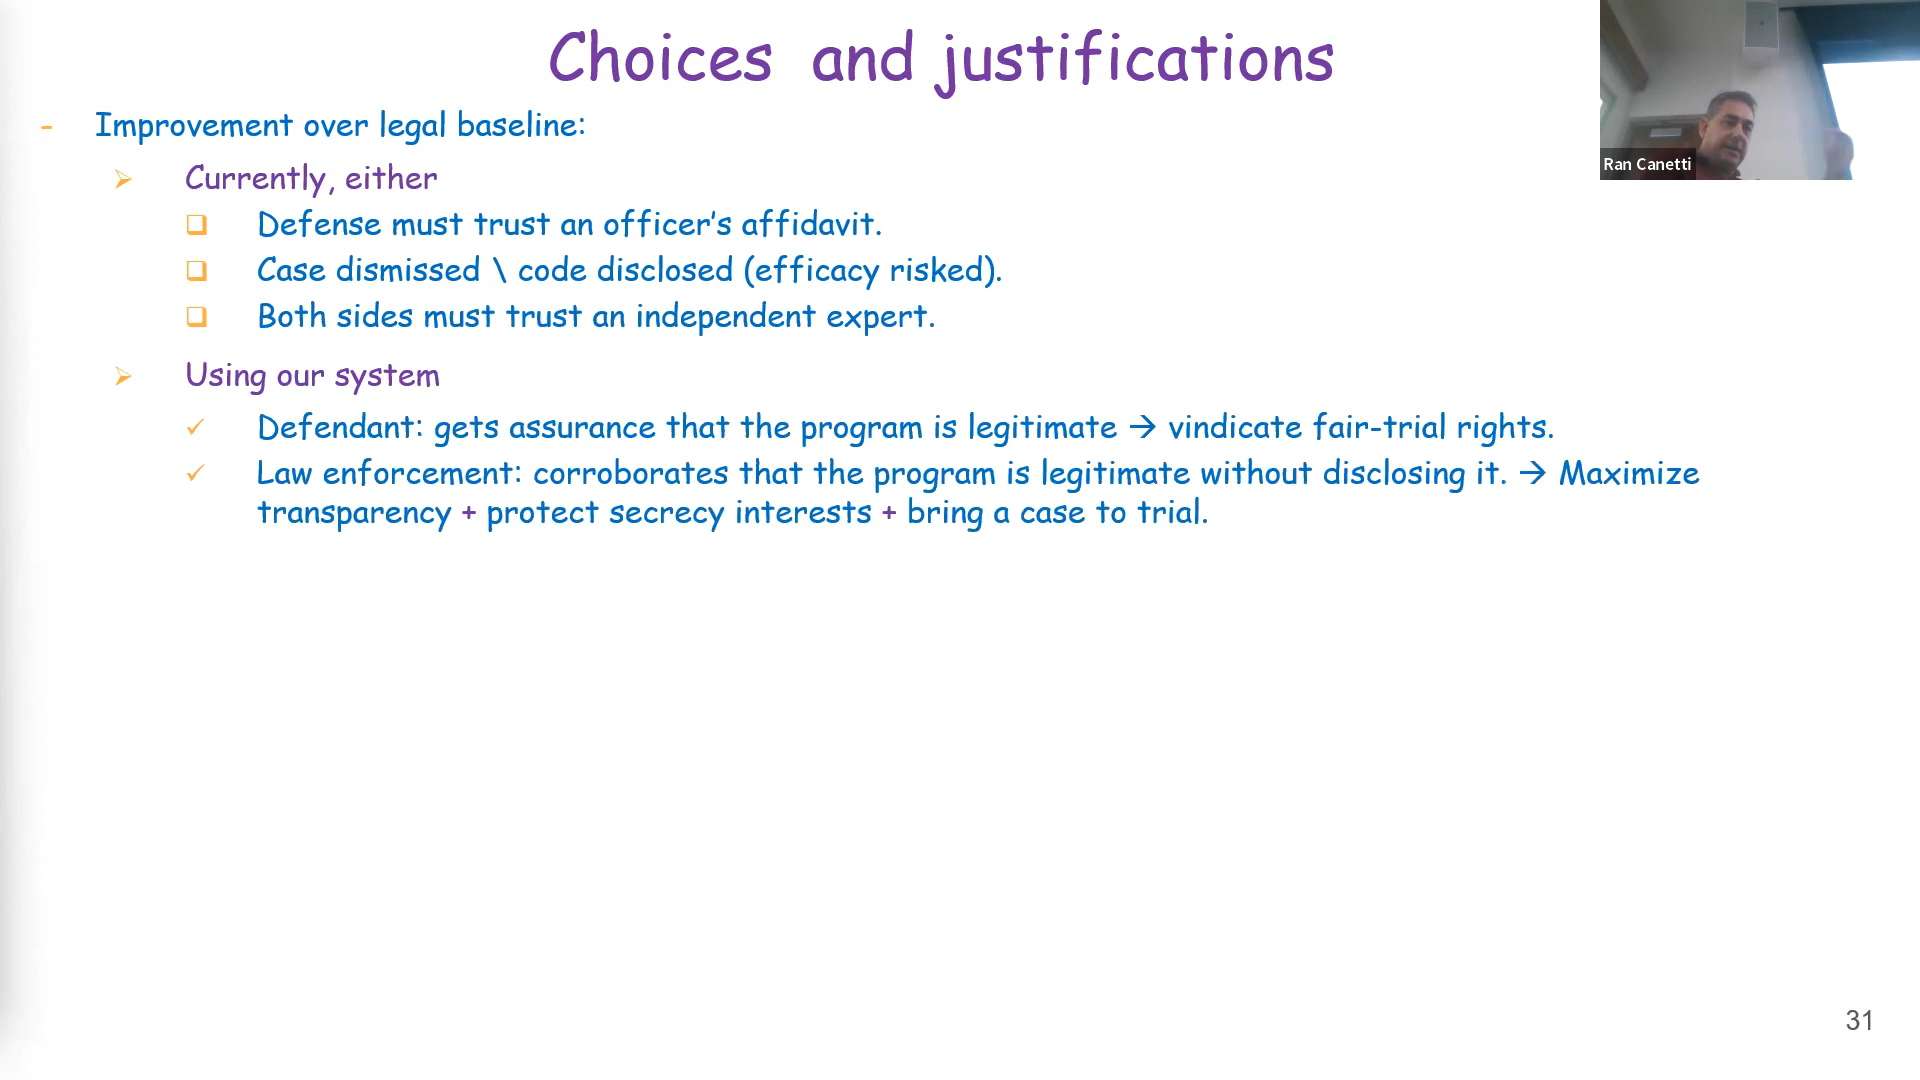 Choices and justifications
- Improvement over legal baseline:
Currently, either
Defense must trust an officer's affidavit.
Case dismissed \ code disclosed (efficacy risked).
Both sides must trust an independent expert.
Using our system
Defendant: gets assurance that the program is legitimate → vindicate fair-trial rights.
Law enforcement: corroborates that the program is legitimate without disclosing it. → Maximize
transparency + protect secrecy interests + bring a case to trial.
Ran Canetti
31